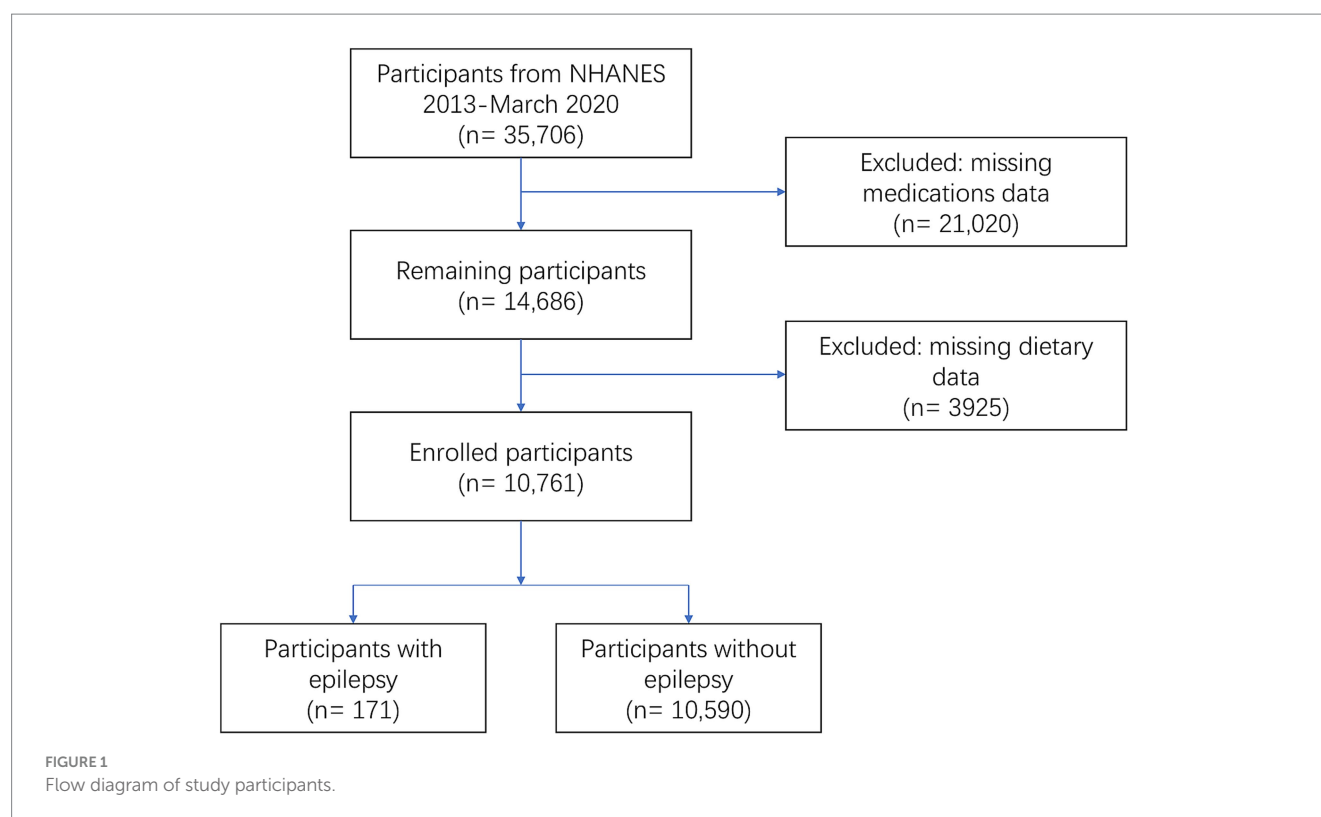 Participants from NHANES
2013-March 2020
(n= 35,706)
Excluded: missing
medications data
(n= 21,020)
Remaining participants
(n= 14,686)
Excluded: missing dietary
data
(n= 3925)
Enrolled participants
(n= 10,761)
Participants with
epilepsy
(n= 171)
Participants without
epilepsy
(n= 10,590)
FIGURE 1
Flow diagram of study participants.